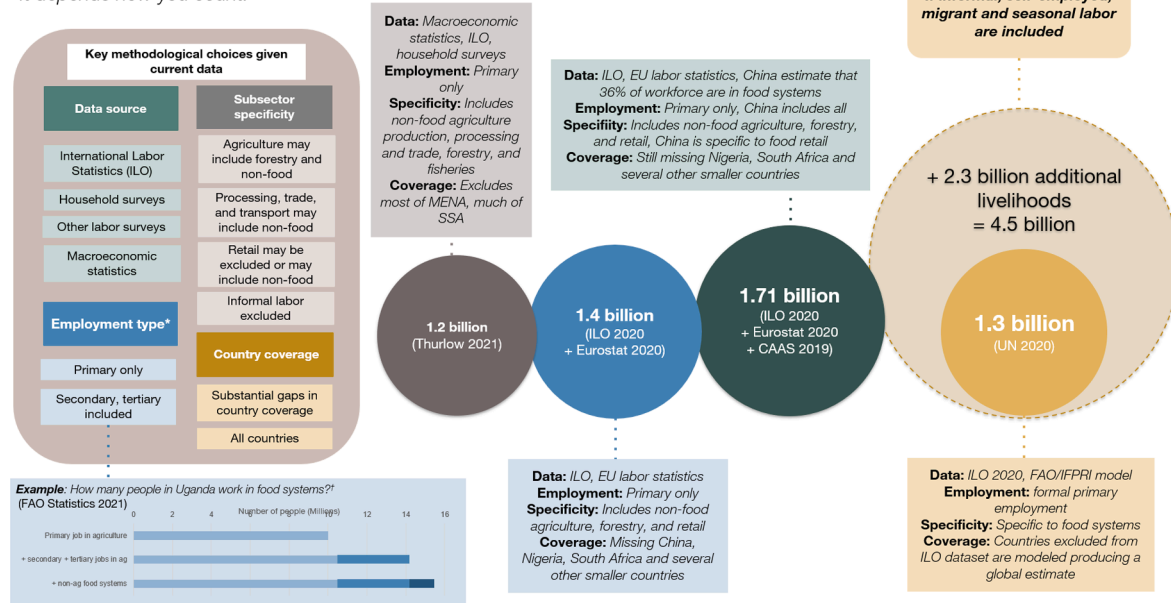 Key methodological choices given
current data
Data source
International Labor
Statistics (ILO)
Household surveys
Other labor surveys
Macroeconomic
statistics
Employment type*
Primary only
Secondary, tertiary
included
Subsector
specificity
Agriculture may
include forestry and
non-food
Processing, trade,
and transport may
include non-food
Retail may be
excluded or may
include non-food
Informal labor
excluded
Country coverage
Substantial gaps in
country coverage
All countries
Example: How many people in Uganda work in food systems?†
(FAO Statistics 2021)
Number of people (Millions)
0 2 4 6 8 10 12 14 16
Primary job in agriculture
+ secondary + tertiary jobs in ag
+ non-ag food systems
Data: Macroeconomic
statistics, ILO,
household surveys
Employment: Primary
only
Specificity: Includes
non-food agriculture
production, processing
and trade, forestry, and
fisheries
Coverage: Excludes
most of MENA, much of
SSA
1.2 billion
(Thurlow 2021)
1.4 billion
(ILO 2020
+ Eurostat 2020)
Data: ILO, EU labor statistics
Employment: Primary only
Specificity: Includes non-food
agriculture, forestry, and retail
Coverage: Missing China,
Nigeria, South Africa and several
other smaller countries
Data: ILO, EU labor statistics, China estimate that
36% of workforce are in food systems
Employment: Primary only, China includes all
Specifiity: Includes non-food agriculture, forestry,
and retail, China is specific to food retail
Coverage: Still missing Nigeria, South Africa and
several other smaller countries
1.71 billion
(ILO 2020
+ Eurostat 2020
+ CAAS 2019)
migrant and seasonal labor
are included
+ 2.3 billion additional
livelihoods
= 4.5 billion
1.3 billion
(UN 2020)
Data: ILO 2020, FAO/IFPRI model
Employment: formal primary
employment
Specificity: Specific to food systems
Coverage: Countries excluded from
ILO dataset are modeled producing a
global estimate